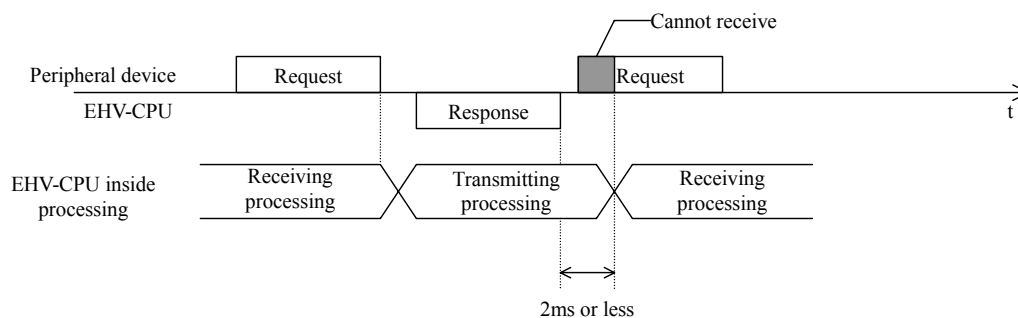 Cannot receive
Peripheral device
Request
Request
EHV-CPU
Response
t
EHV-CPU inside
processing
Receiving
processing
Transmitting
processing
Receiving
processing
2ms or less